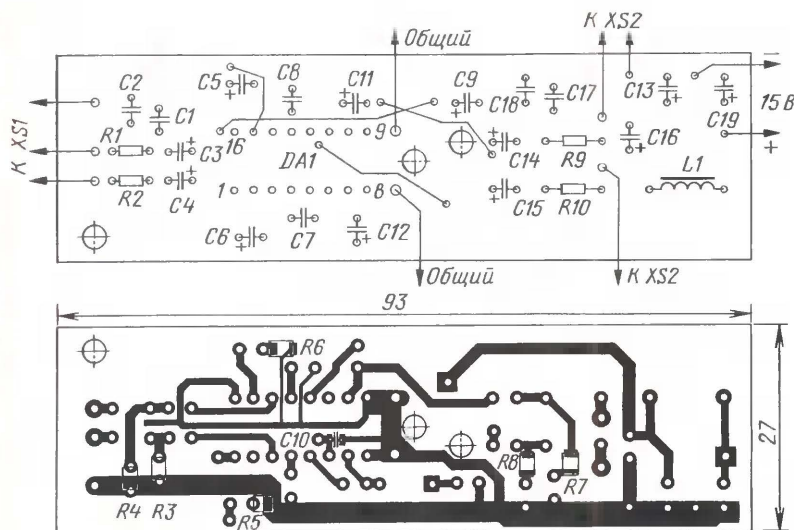 Общий
К XS2
К XS1
C2
C1
R1
R2
C3
C4
C5
C8
C11
C9
C18
C17
C13
C19
15 В
−
+
16
9
DA1
1
8
C14
R9
C16
L1
C15
R10
C6
C7
C12
Общий
К XS2
93
27
R6
C10
R4
R3
R5
R8
R7